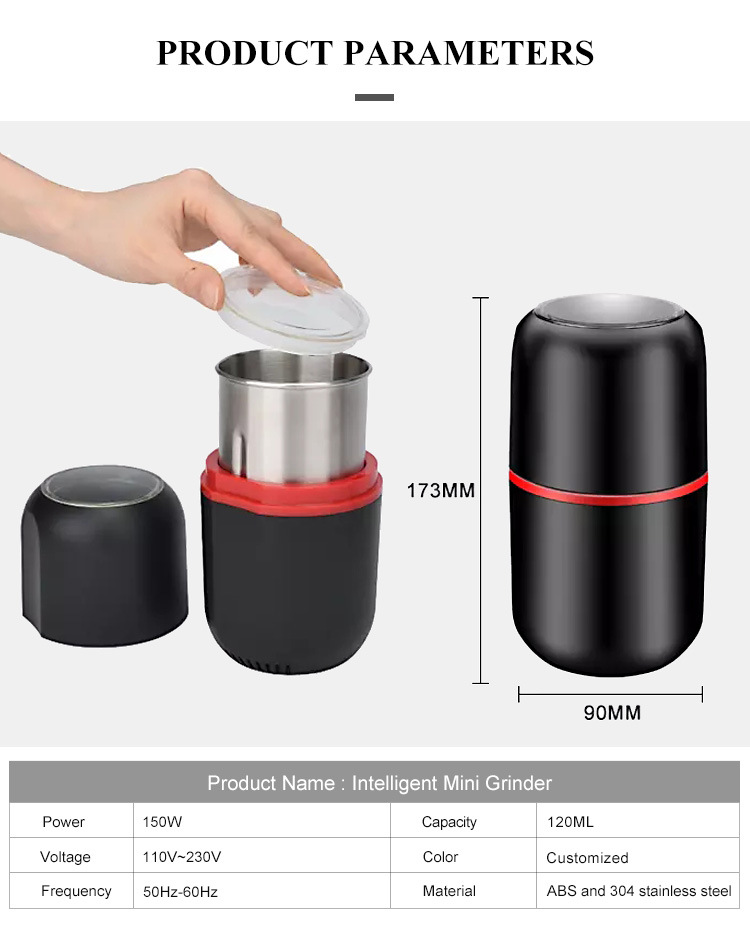 PRODUCT PARAMETERS
173MM
90MM
Product Name : Intelligent Mini Grinder
Power 150W Capacity 120ML
Voltage 110V~230V Color Customized
Frequency 50Hz-60Hz Material ABS and 304 stainless steel